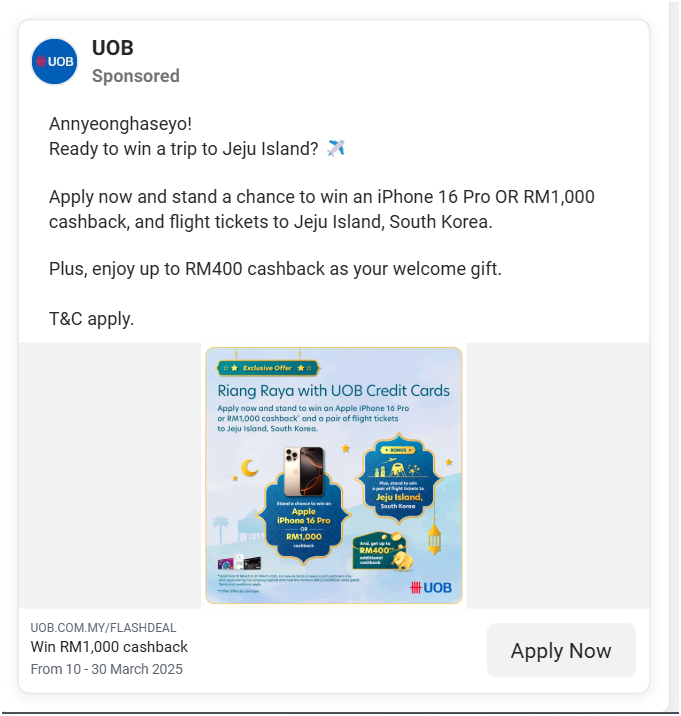 UOB
UOB
Sponsored
Annyeonghaseyo!
Ready to win a trip to Jeju Island?
Apply now and stand a chance to win an iPhone 16 Pro OR RM1,000
cashback, and flight tickets to Jeju Island, South Korea.
Plus, enjoy up to RM400 cashback as your welcome gift.
T&C apply.
Exclusive Offer
Riang Raya with UOB Credit Cards
Apply now and stand to win an Apple iPhone 16 Pro
or RM1,000 cashback* and a pair of flight tickets
to Jeju Island, South Korea.
BONUS
Plus, stand to win
a pair of flight tickets to
Jeju Island,
South Korea
Stand a chance to win an
Apple
iPhone 16 Pro
OR
RM1,000
cashback
And, get up to
RM400**
additional
cashback
UOB
UOB.COM.MY/FLASHDEAL
Win RM1,000 cashback
From 10 - 30 March 2025
Apply Now